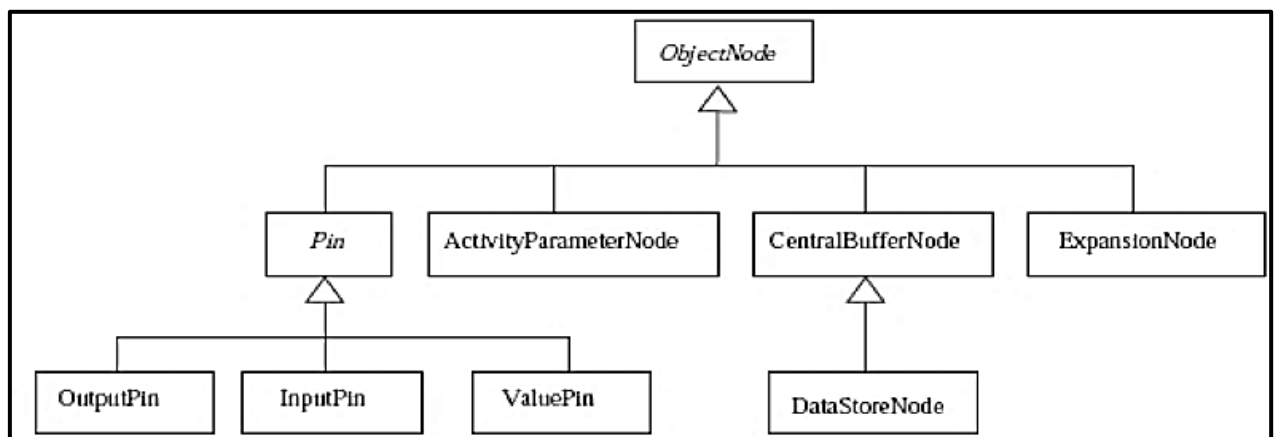 ObjectNode
Pin
ActivityParameterNode
CentralBufferNode
ExpansionNode
OutputPin
InputPin
ValuePin
DataStoreNode